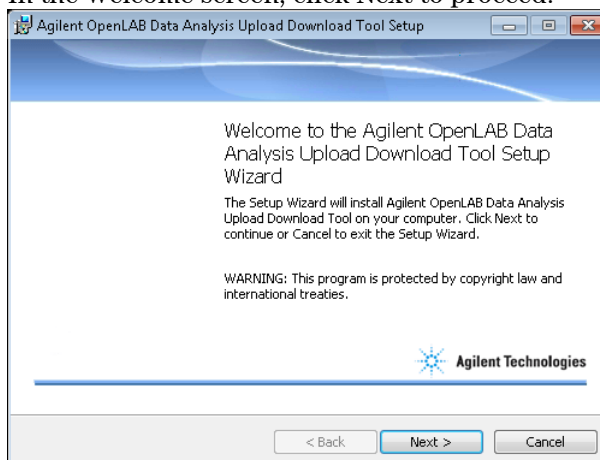 In the welcome screen, click Next to proceed.
Agilent OpenLAB Data Analysis Upload Download Tool Setup
Welcome to the Agilent OpenLAB Data
Analysis Upload Download Tool Setup
Wizard
The Setup Wizard will install Agilent OpenLAB Data Analysis
Upload Download Tool on your computer. Click Next to
continue or Cancel to exit the Setup Wizard.
WARNING: This program is protected by copyright law and
international treaties.
Agilent Technologies
< Back Next > Cancel